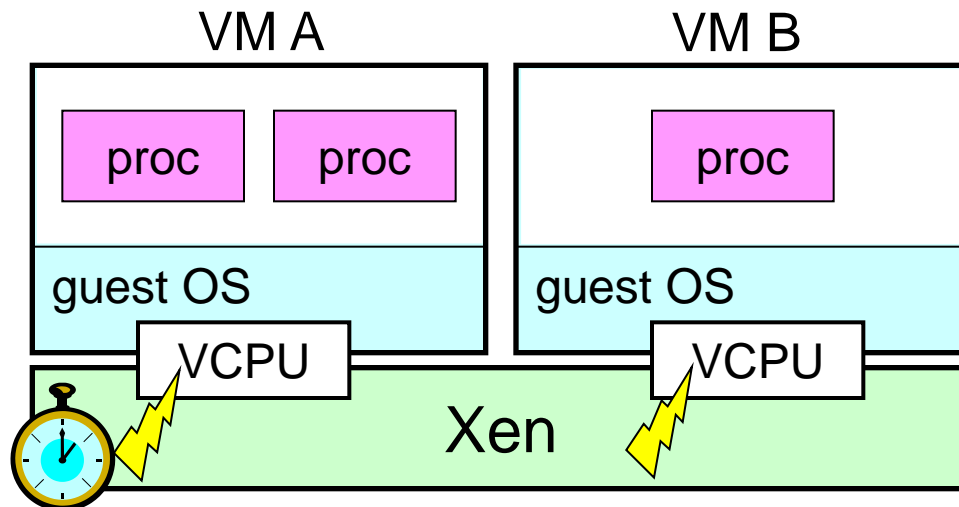 VM A
VM B
proc
proc
proc
guest OS
guest OS
VCPU
VCPU
Xen